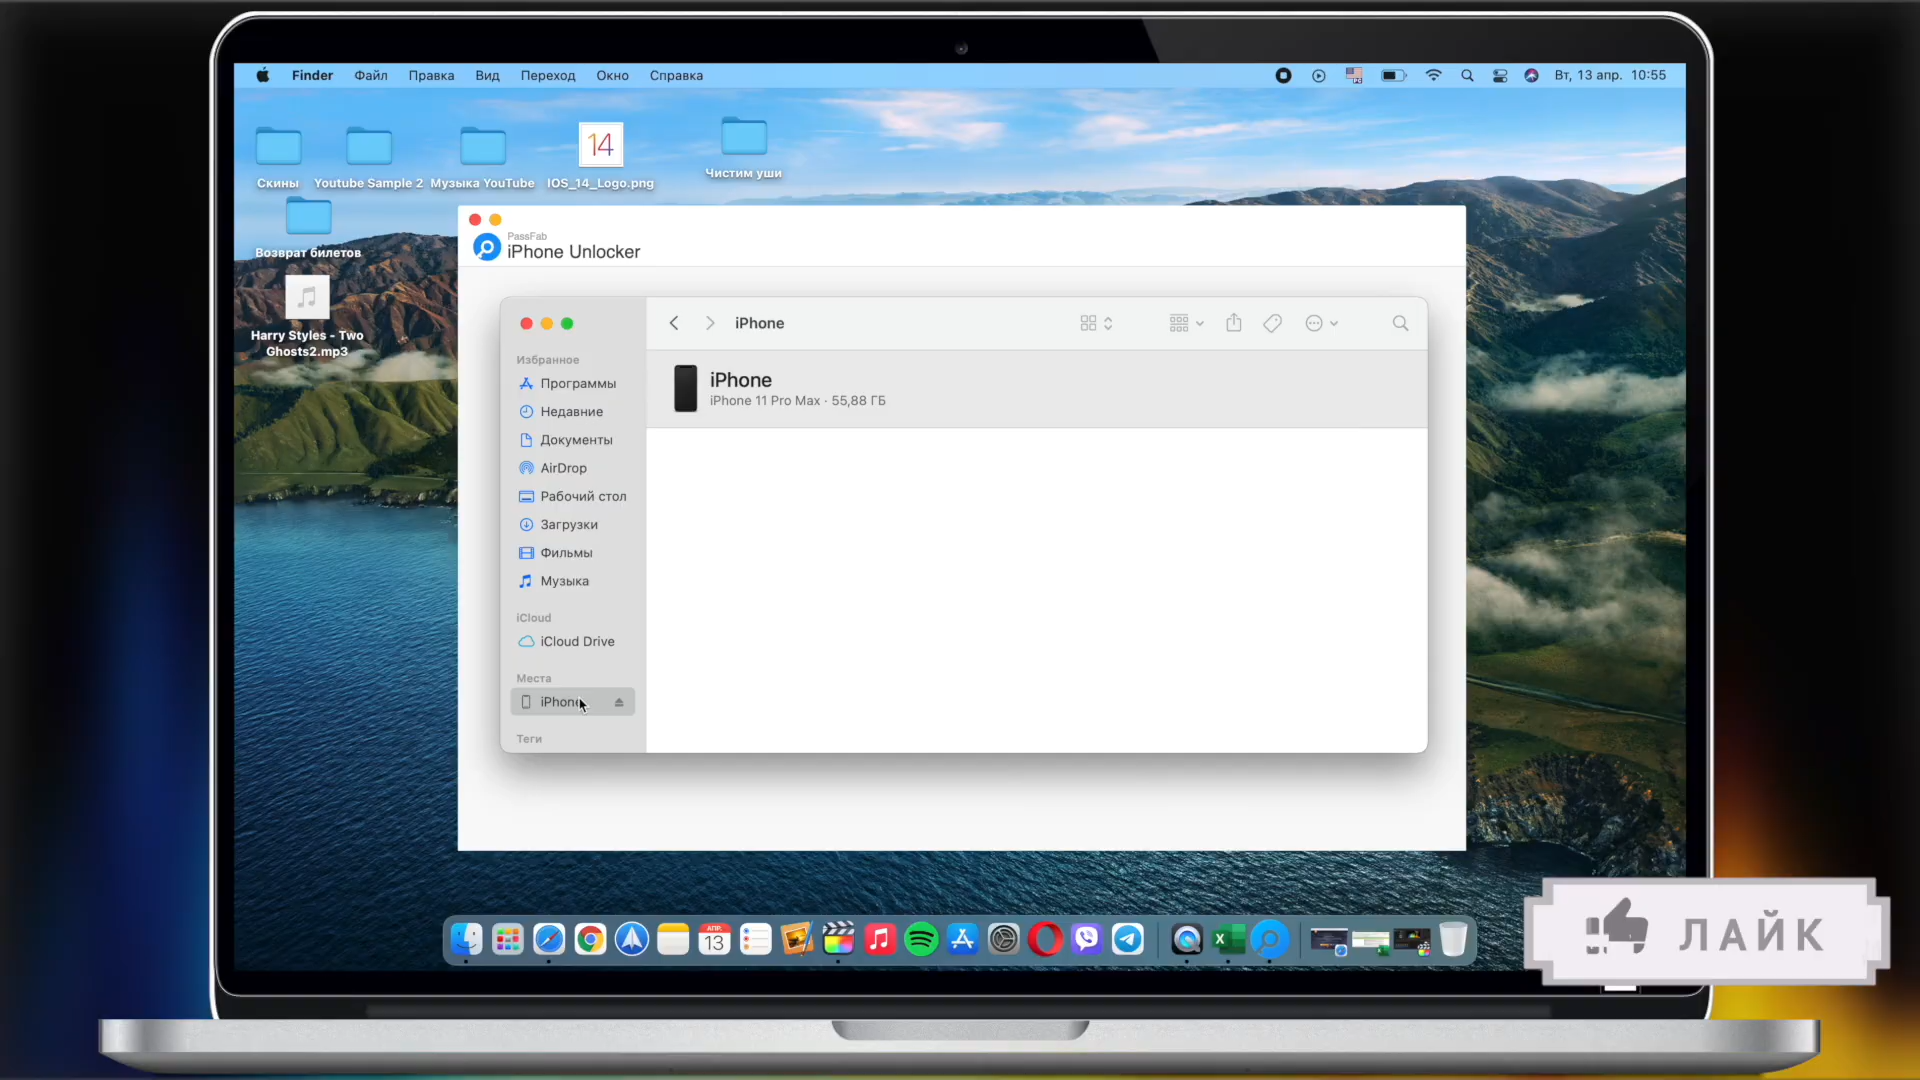 Finder Файл Правка Вид Переход Окно Справка Вт, 13 апр. 10:55
14
Скины Youtube Sample 2 Музыка YouTube IOS_14_Logo.png Чистим уши
Возврат билетов
Harry Styles - Two
Ghosts2.mp3
PassFab
iPhone Unlocker
iPhone
iPhone
iPhone 11 Pro Max · 55,88 ГБ
Избранное
Программы
Недавние
Документы
AirDrop
Рабочий стол
Загрузки
Фильмы
Музыка
iCloud
iCloud Drive
Места
iPhone
Теги
АПР.
13
X
ЛАЙК